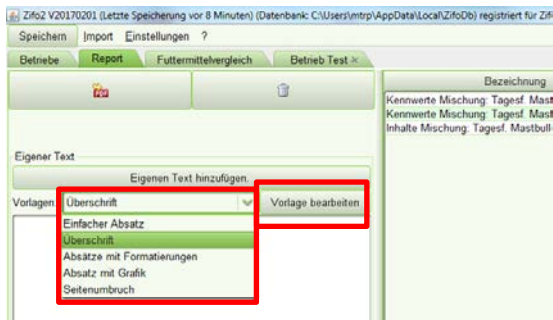 Zifo2 V20170201 (Letzte Speicherung vor 8 Minuten) (Datenbank: C:\Users\mtrp\AppData\Local\ZifoDb) registriert für Zif
Speichern Import Einstellungen ?
Betriebe Report Futtermittelvergleich Betrieb Test ×
Bezeichnung
Kennwerte Mischung: Tagesf. Mast
Kennwerte Mischung: Tagesf. Mast
Inhalte Mischung: Tagesf. Mastbull
Eigener Text
Eigenen Text hinzufügen.
Vorlagen Überschrift Vorlage bearbeiten
Einfacher Absatz
Überschrift
Absätze mit Formatierungen
Absatz mit Grafik
Seitenumbruch